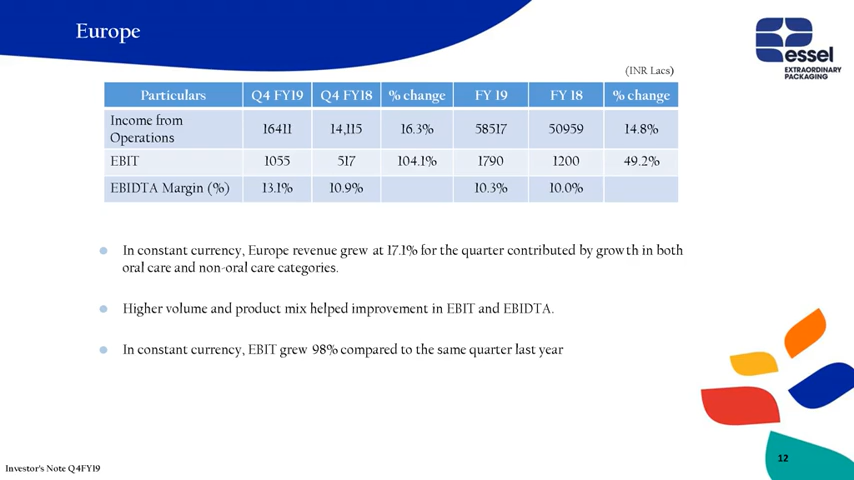 Europe
essel
EXTRAORDINARY
PACKAGING
(INR Lacs)
Particulars Q4 FY19 Q4 FY18 % change FY 19 FY 18 % change
Income from
Operations 16411 14,115 16.3% 58517 50959 14.8%
EBIT 1055 517 104.1% 1790 1200 49.2%
EBIDTA Margin (%) 13.1% 10.9% 10.3% 10.0%
In constant currency, Europe revenue grew at 17.1% for the quarter contributed by growth in both
oral care and non-oral care categories.
Higher volume and product mix helped improvement in EBIT and EBIDTA.
In constant currency, EBIT grew 98% compared to the same quarter last year
12
Investor's Note Q4FY19